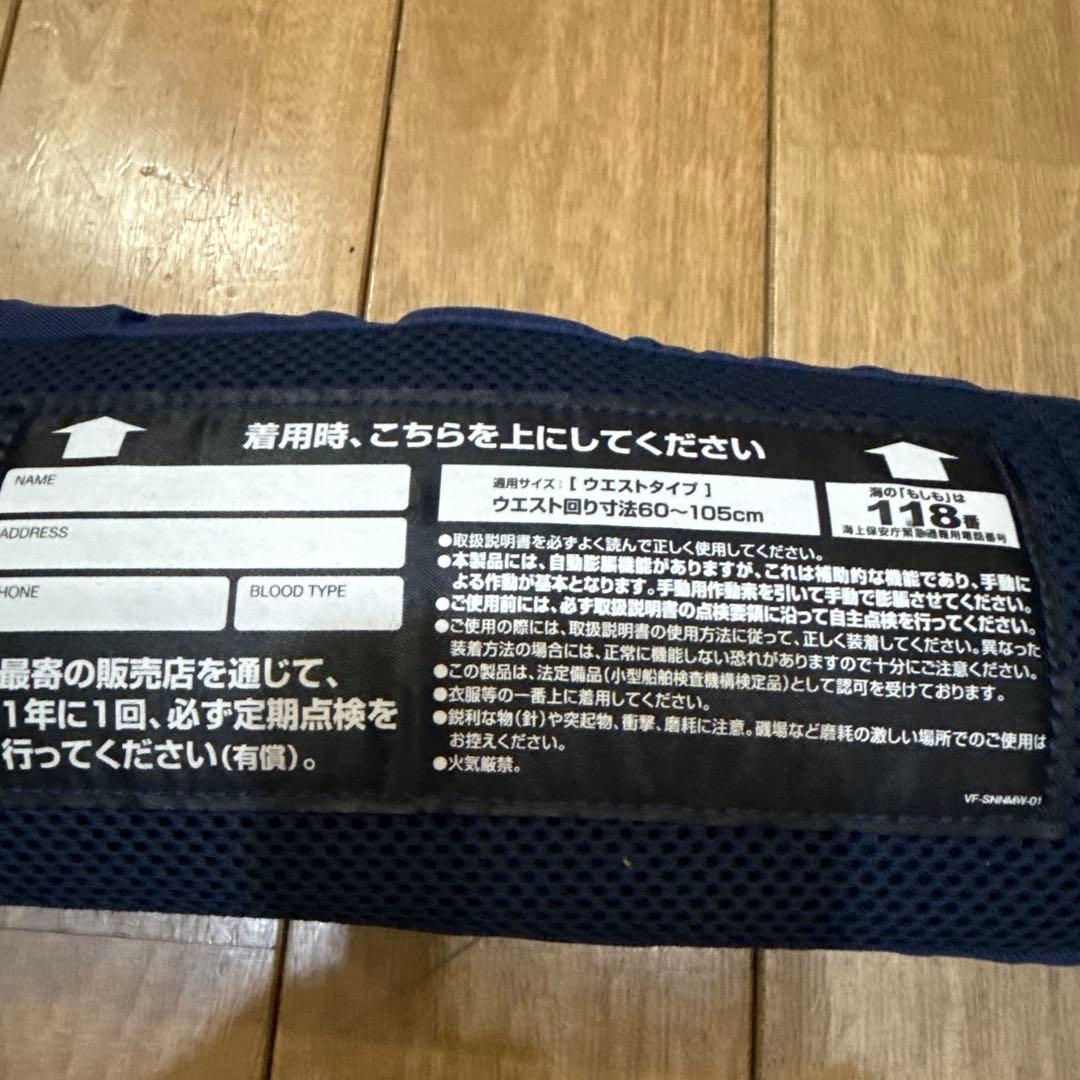 着用時、こちらを上にしてください
NAME
ADDRESS
HONE
BLOOD TYPE
最寄の販売店を通じて、
1年に1回、必ず定期点検を
行ってください(有償)。
適用サイズ:[ウエストタイプ]
ウエスト回り寸法60〜105cm
海の「もしも」は
118番
海上保安庁緊急通報用電話番号
●取扱説明書を必ずよく読んで正しく使用してください。
●本製品には、自動膨脹機能がありますが、これは補助的な機能であり、手動に
よる作動が基本となります。手動用作動索を引いて手動で膨脹させてください。
●ご使用前には、必ず取扱説明書の点検要領に沿って自主点検を行ってください。
●ご使用の際には、取扱説明書の使用方法に従って、正しく装着してください。異なった
装着方法の場合には、正常に機能しない恐れがありますので十分にご注意ください。
●この製品は、法定備品(小型船舶検査機構検定品)として認可を受けております。
●衣服等の一番上に着用してください。
●鋭利な物(針)や突起物、衝撃、磨耗に注意。磯場など磨耗の激しい場所でのご使用は
お控えください。
●火気厳禁。
VF-SNNMW-01